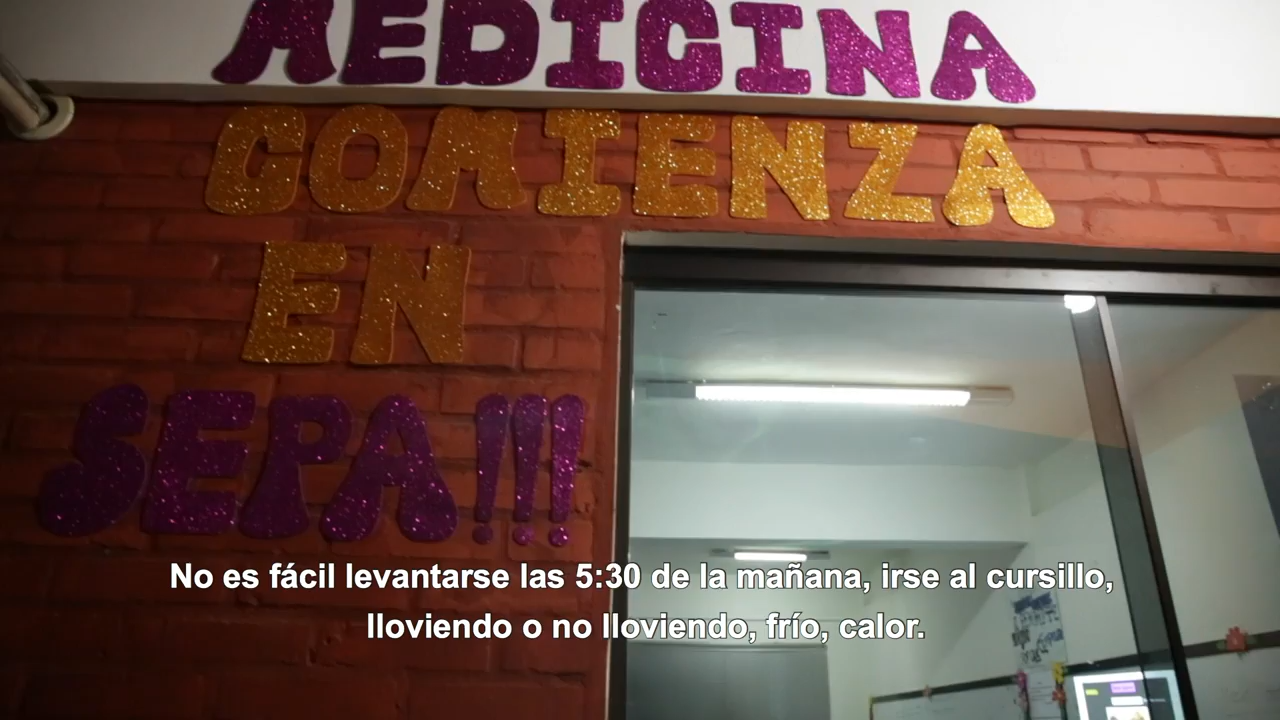 MEDICINA
COMIENZA
EN
SEPA!!!
No es fácil levantarse las 5:30 de la mañana, irse al cursillo,
lloviendo o no lloviendo, frío, calor.